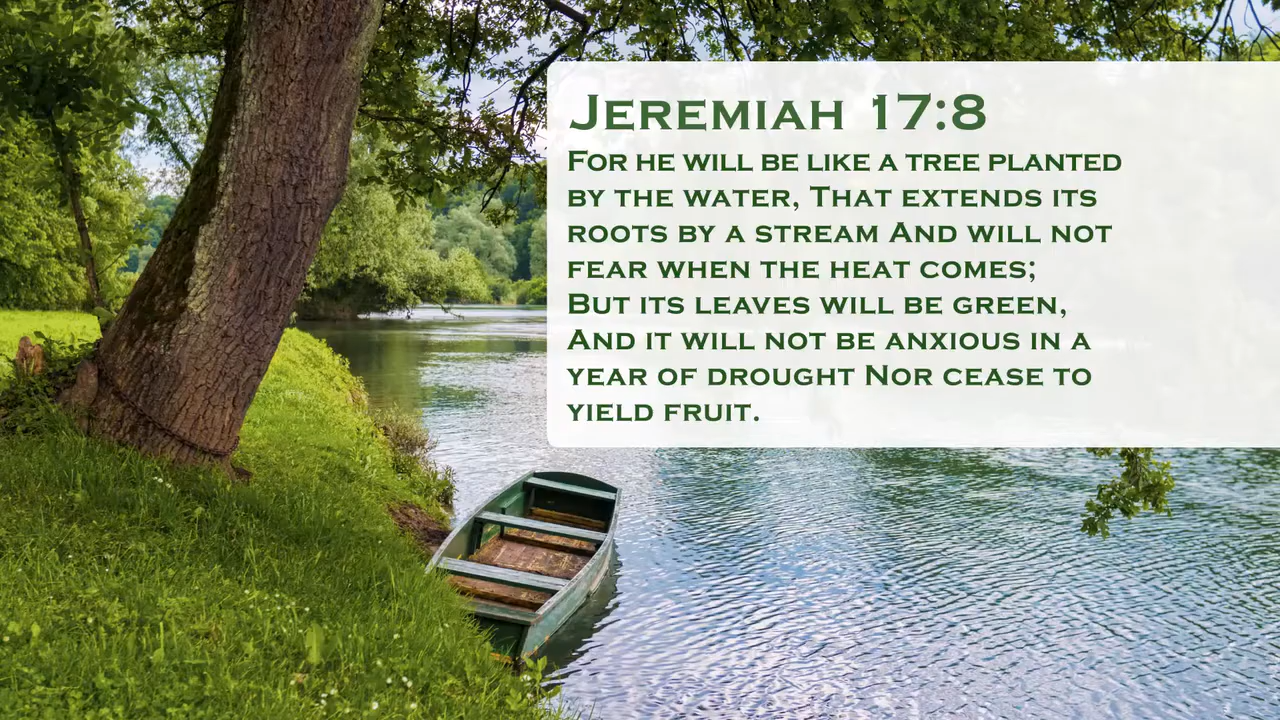 Jeremiah 17:8
For he will be like a tree planted
by the water, That extends its
roots by a stream And will not
fear when the heat comes;
But its leaves will be green,
And it will not be anxious in a
year of drought Nor cease to
yield fruit.